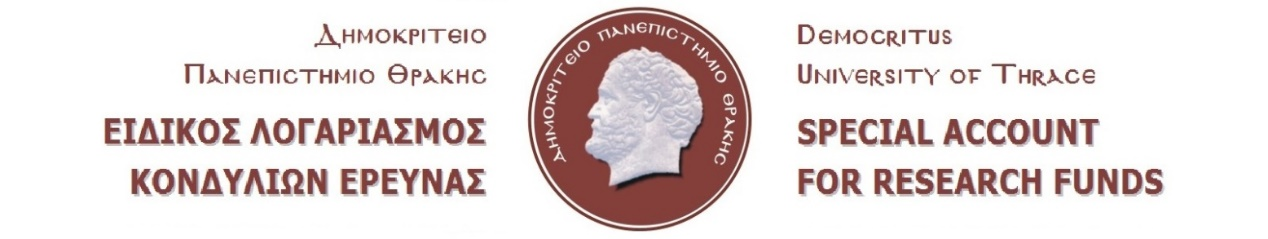 Δημοκριτειο
Πανεπιστημιο Θρακης
ΕΙΔΙΚΟΣ ΛΟΓΑΡΙΑΣΜΟΣ
ΚΟΝΔΥΛΙΩΝ ΕΡΕΥΝΑΣ
ΔΗΜΟΚΡΙΤΕΙΟ ΠΑΝΕΠΙΣΤΗΜΙΟ ΘΡΑΚΗΣ
Democritus
University of Thrace
SPECIAL ACCOUNT
FOR RESEARCH FUNDS